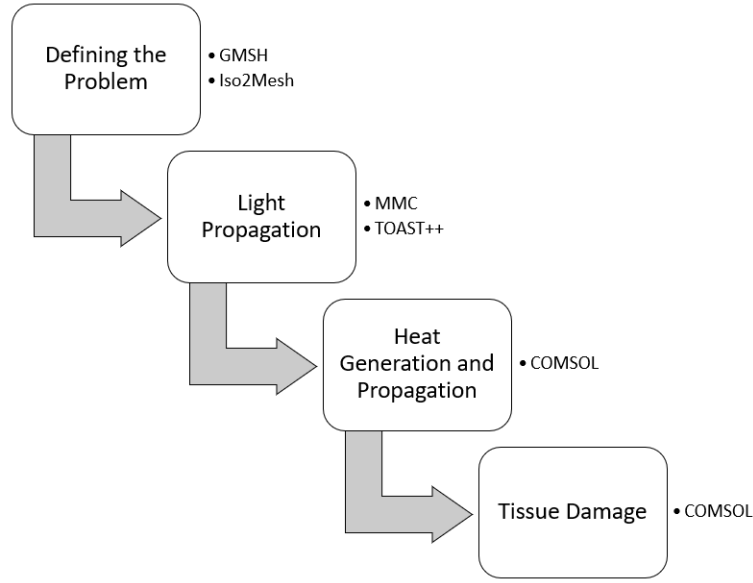 Defining the
Problem
• GMSH
• Iso2Mesh
Light
Propagation
• MMC
• TOAST++
Heat
Generation and
Propagation
• COMSOL
Tissue Damage
• COMSOL